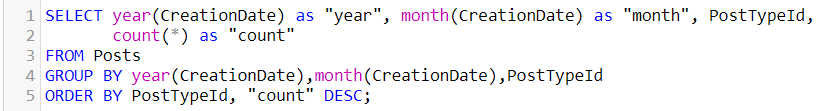 1 SELECT year(CreationDate) as "year", month(CreationDate) as "month", PostTypeId,
2 count(*) as "count"
3 FROM Posts
4 GROUP BY year(CreationDate),month(CreationDate),PostTypeId
5 ORDER BY PostTypeId, "count" DESC;